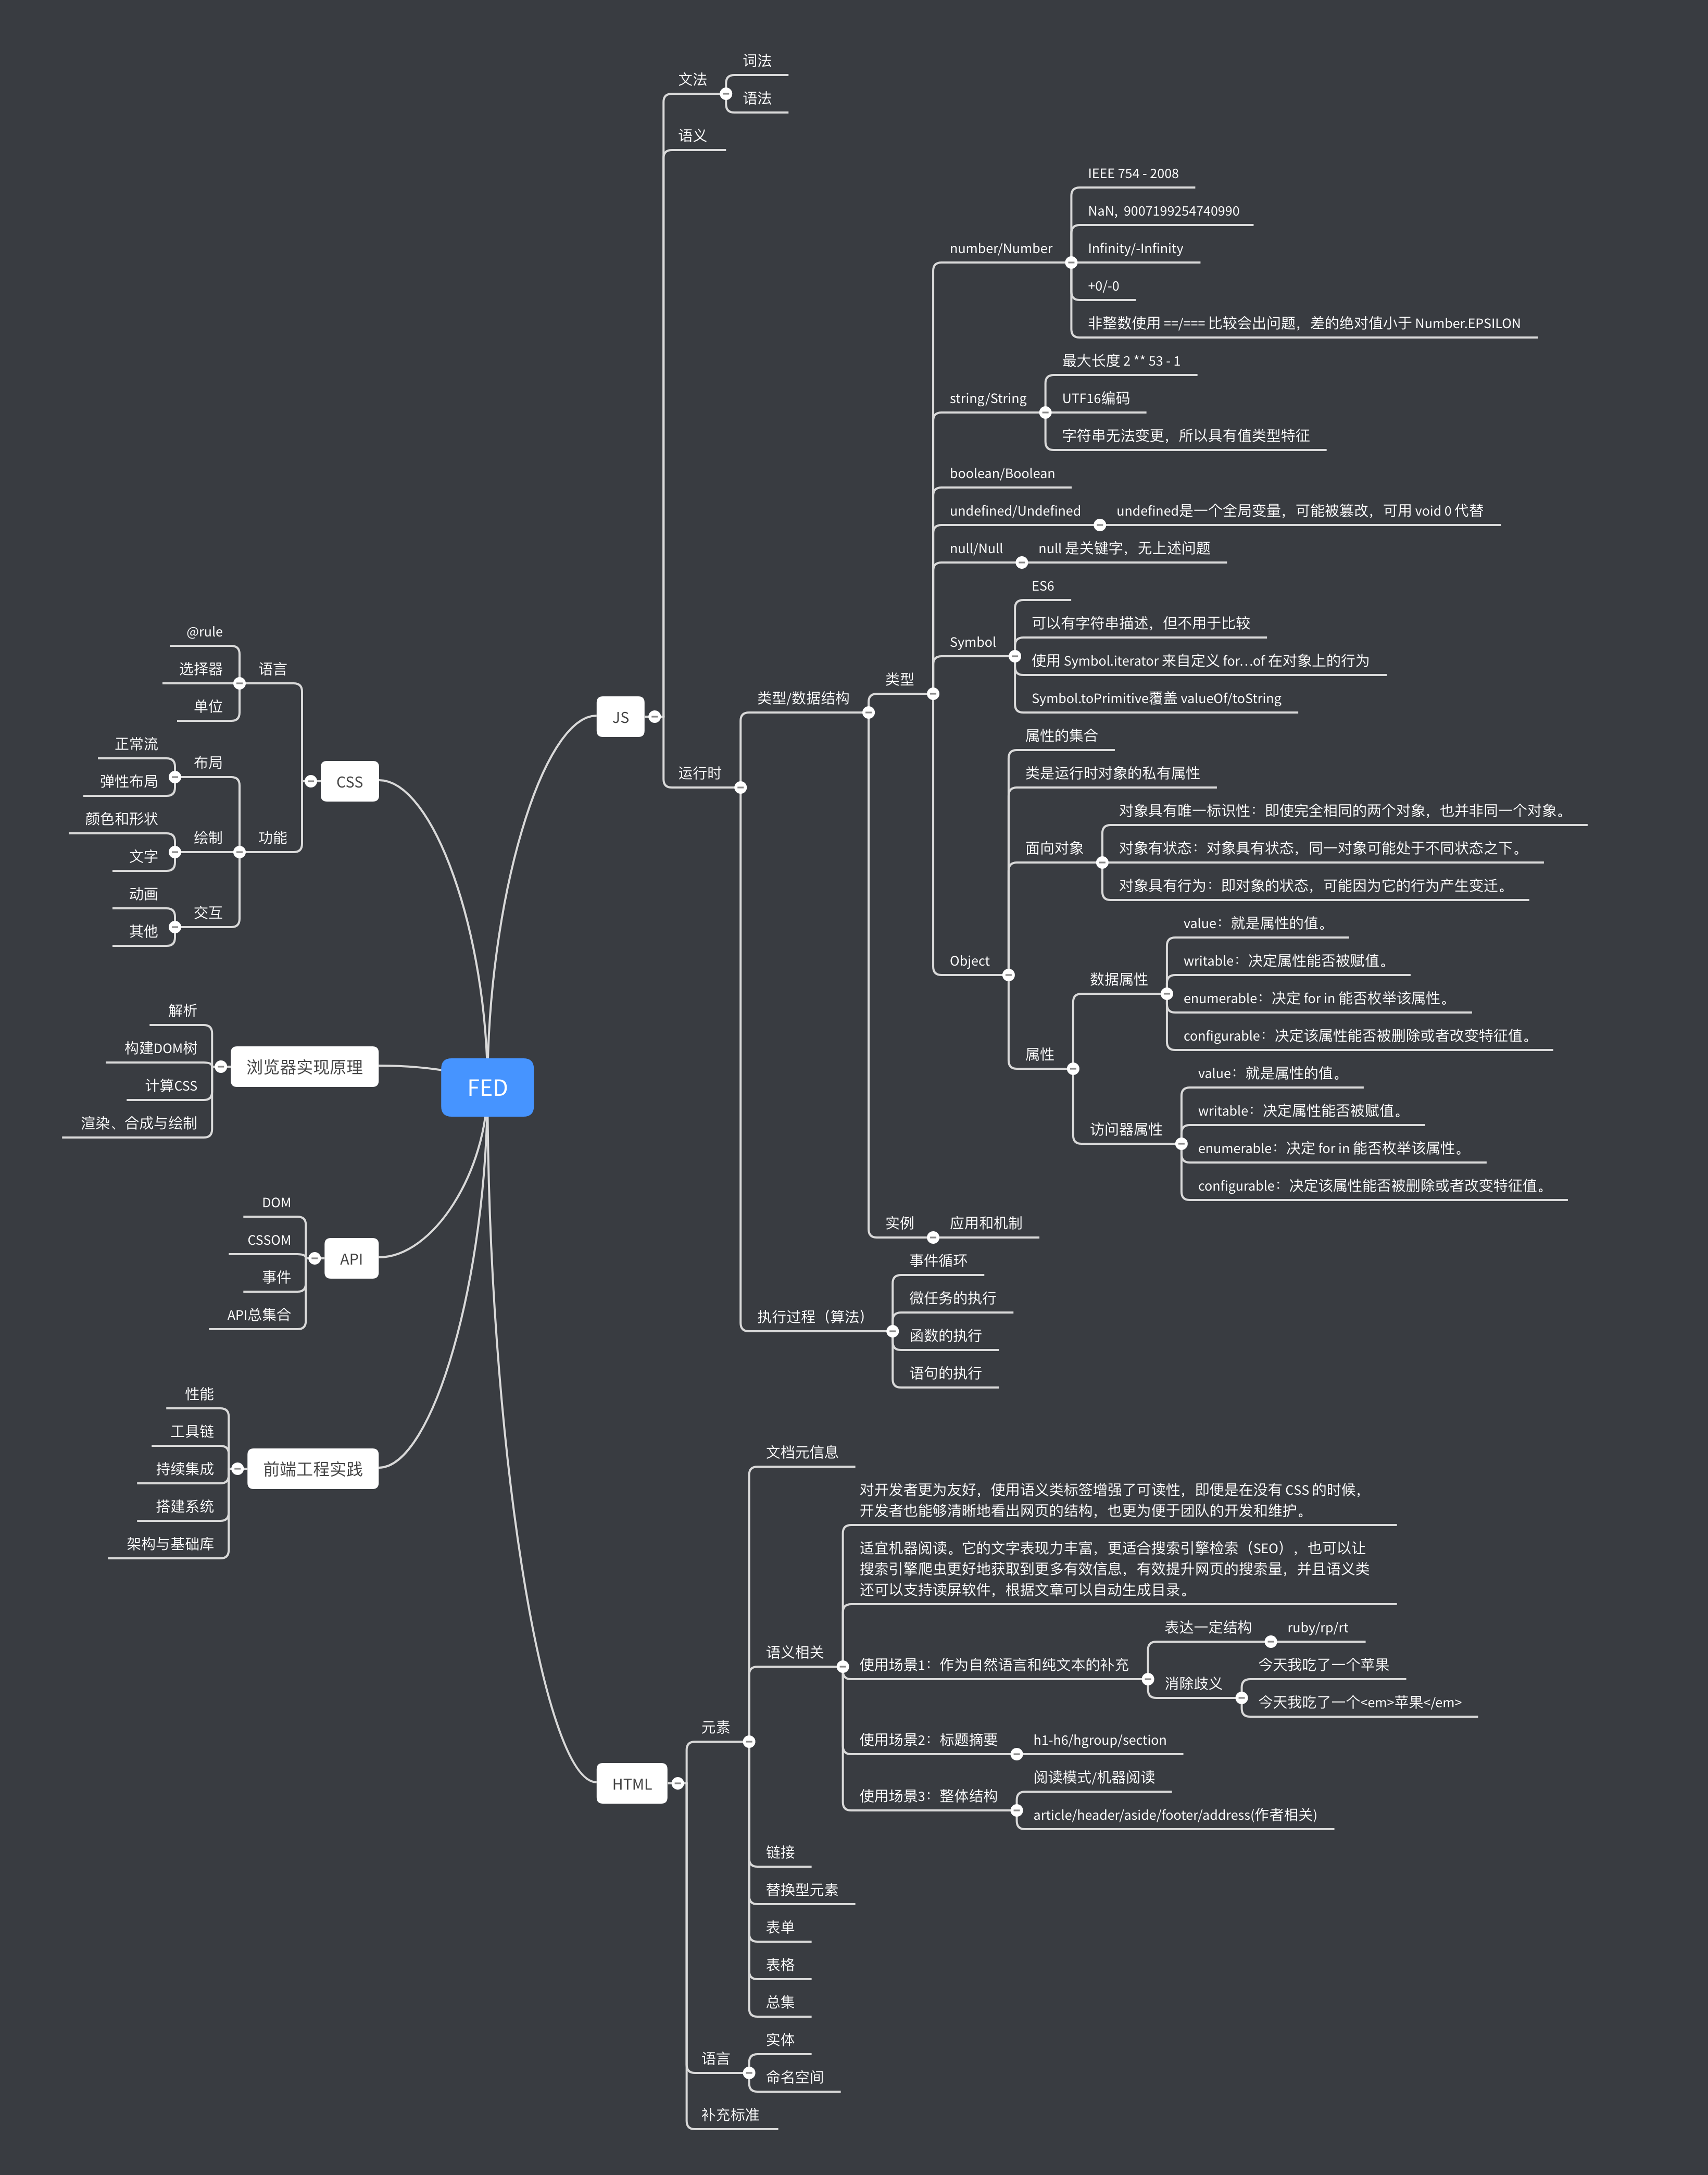 FED
JS
文法
词法
语法
语义
运行时
类型/数据结构
类型
number/Number
IEEE 754 - 2008
NaN, 9007199254740990
Infinity/-Infinity
+0/-0
非整数使用 ==/=== 比较会出问题，差的绝对值小于 Number.EPSILON
string/String
最大长度 2 ** 53 - 1
UTF16编码
字符串无法变更，所以具有值类型特征
boolean/Boolean
undefined/Undefined
undefined是一个全局变量，可能被篡改，可用 void 0 代替
null/Null
null 是关键字，无上述问题
Symbol
ES6
可以有字符串描述，但不用于比较
使用 Symbol.iterator 来自定义 for...of 在对象上的行为
Symbol.toPrimitive覆盖 valueOf/toString
Object
属性的集合
类是运行时对象的私有属性
面向对象
对象具有唯一标识性：即使完全相同的两个对象，也并非同一个对象。
对象有状态：对象具有状态，同一对象可能处于不同状态之下。
对象具有行为：即对象的状态，可能因为它的行为产生变迁。
属性
数据属性
value：就是属性的值。
writable：决定属性能否被赋值。
enumerable：决定 for in 能否枚举该属性。
configurable：决定该属性能否被删除或者改变特征值。
访问器属性
value：就是属性的值。
writable：决定属性能否被赋值。
enumerable：决定 for in 能否枚举该属性。
configurable：决定该属性能否被删除或者改变特征值。
实例
应用和机制
执行过程（算法）
事件循环
微任务的执行
函数的执行
语句的执行
HTML
元素
文档元信息
语义相关
对开发者更为友好，使用语义类标签增强了可读性，即便是在没有 CSS 的时候，
开发者也能够清晰地看出网页的结构，也更为便于团队的开发和维护。
适宜机器阅读。它的文字表现力丰富，更适合搜索引擎检索（SEO），也可以让
搜索引擎爬虫更好地获取到更多有效信息，有效提升网页的搜索量，并且语义类
还可以支持读屏软件，根据文章可以自动生成目录。
使用场景1：作为自然语言和纯文本的补充
表达一定结构
ruby/rp/rt
消除歧义
今天我吃了一个苹果
今天我吃了一个<em>苹果</em>
使用场景2：标题摘要
h1-h6/hgroup/section
使用场景3：整体结构
阅读模式/机器阅读
article/header/aside/footer/address(作者相关)
链接
替换型元素
表单
表格
总集
语言
实体
命名空间
补充标准
CSS
语言
@rule
选择器
单位
功能
布局
正常流
弹性布局
绘制
颜色和形状
文字
交互
动画
其他
浏览器实现原理
解析
构建DOM树
计算CSS
渲染、合成与绘制
API
DOM
CSSOM
事件
API总集合
前端工程实践
性能
工具链
持续集成
搭建系统
架构与基础库